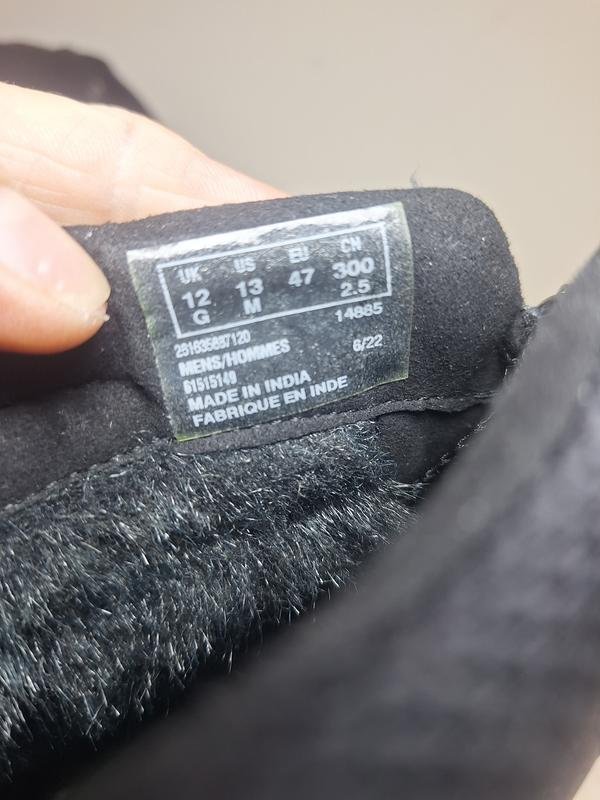 UK US EU CN
12 13 47 300
G M 2.5
14885
6/22
MENS/HOMMES
MADE IN INDIA
FABRIQUE EN INDE